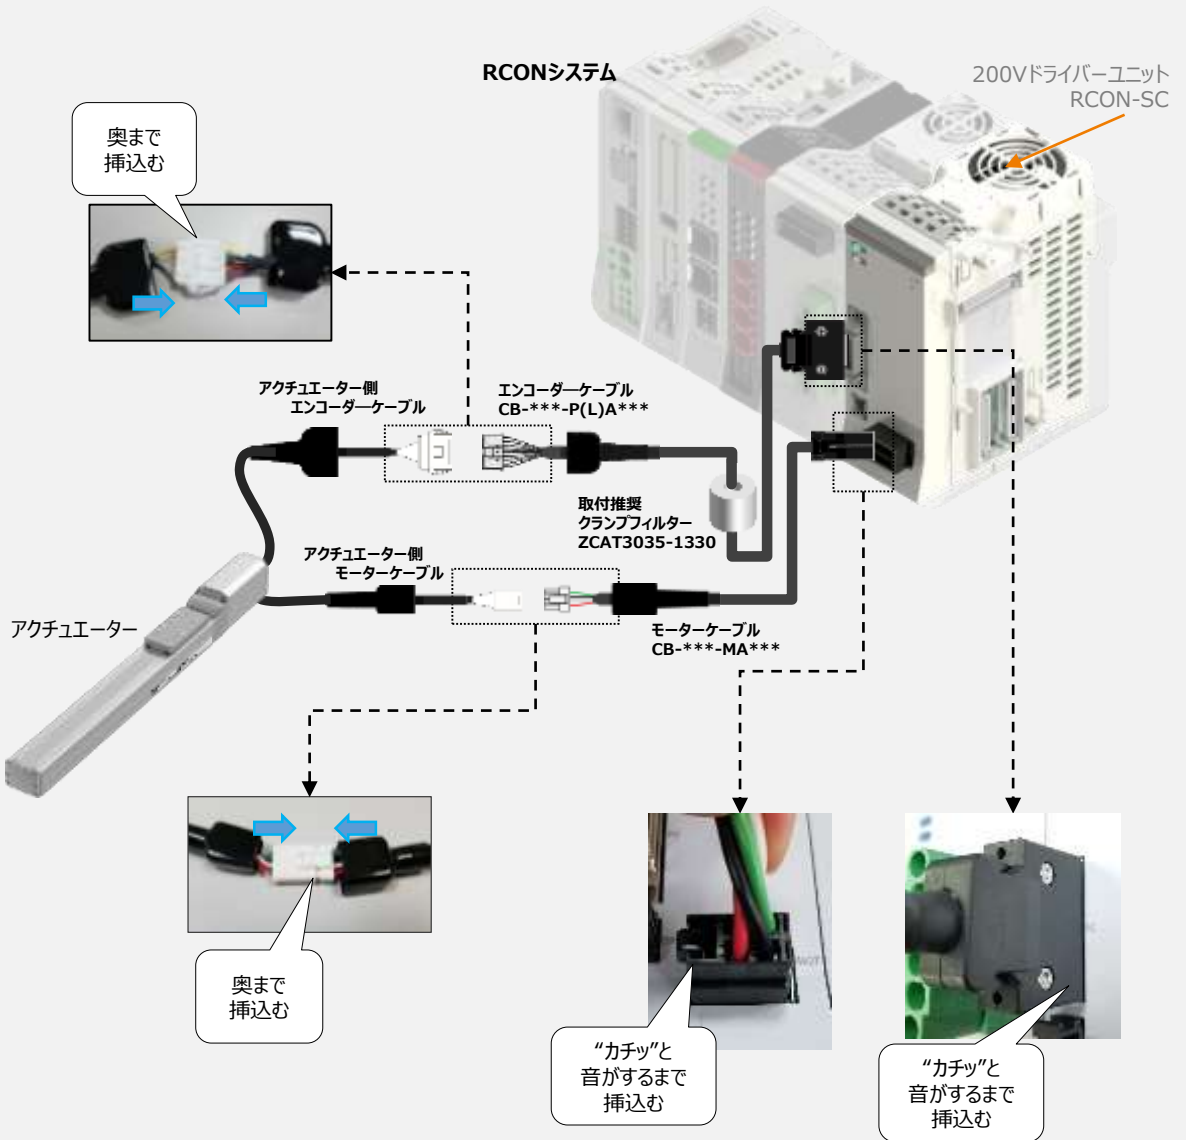 RCONシステム
200Vドライバーユニット
RCON-SC
奥まで
挿込む
アクチュエーター側
エンコーダーケーブル
エンコーダーケーブル
CB-***-P(L)A***
取付推奨
クランプフィルター
ZCAT3035-1330
アクチュエーター側
モーターケーブル
アクチュエーター
モーターケーブル
CB-***-MA***
奥まで
挿込む
“カチッ”と
音がするまで
挿込む
“カチッ”と
音がするまで
挿込む